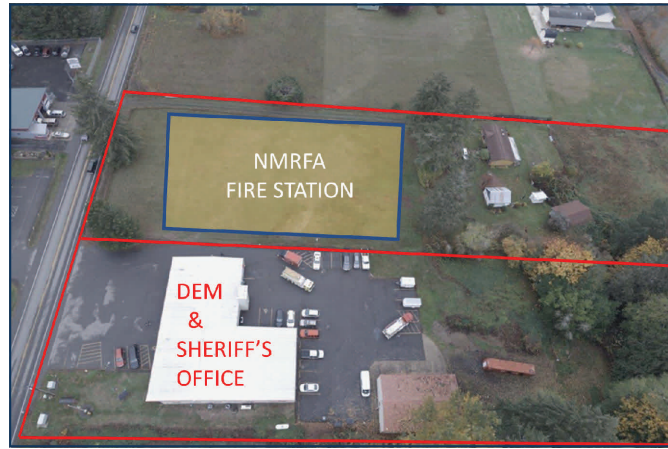 NMRFA
FIRE STATION
DEM
&
SHERIFF'S
OFFICE